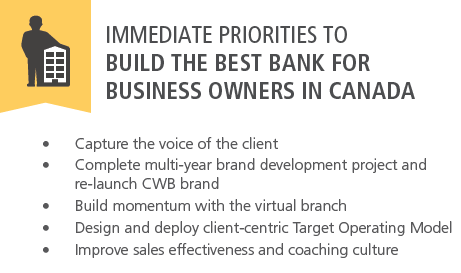 IMMEDIATE PRIORITIES TO
BUILD THE BEST BANK FOR
BUSINESS OWNERS IN CANADA
• Capture the voice of the client
• Complete multi-year brand development project and
re-launch CWB brand
• Build momentum with the virtual branch
• Design and deploy client-centric Target Operating Model
• Improve sales effectiveness and coaching culture